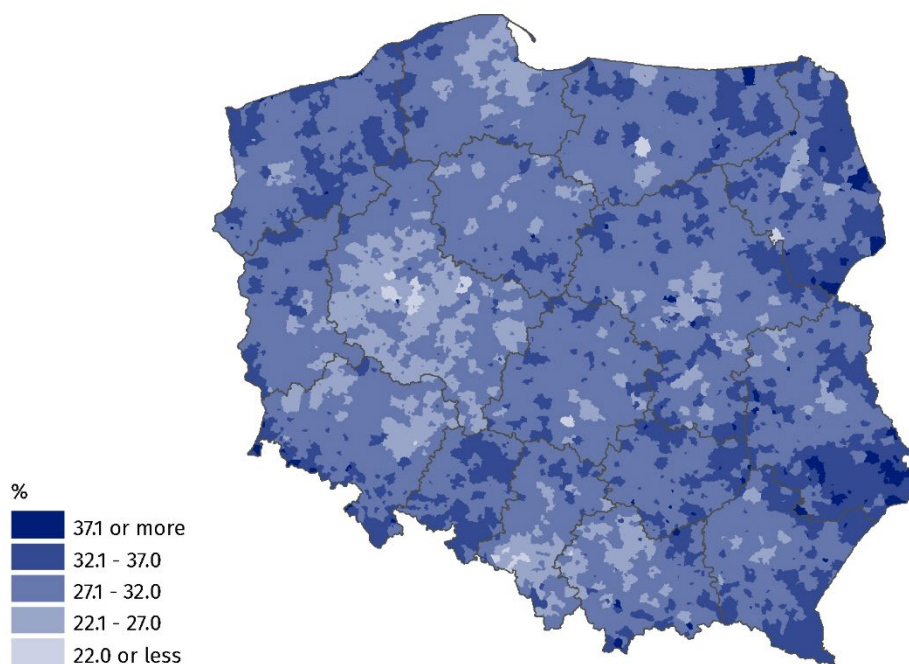 %
37.1 or more
32.1 - 37.0
27.1 - 32.0
22.1 - 27.0
22.0 or less